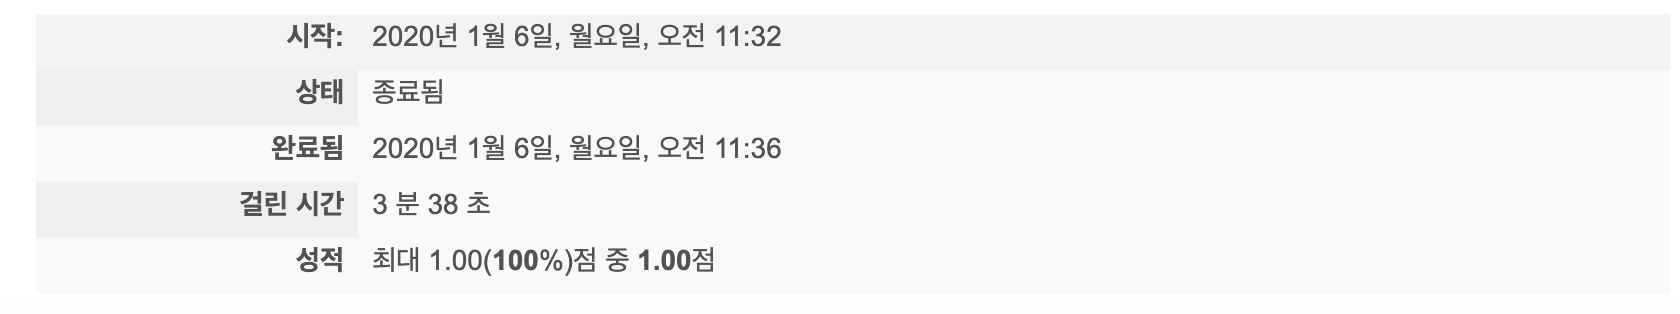 시작: 2020년 1월 6일, 월요일, 오전 11:32
상태 종료됨
완료됨 2020년 1월 6일, 월요일, 오전 11:36
걸린 시간 3 분 38 초
성적 최대 1.00(100%)점 중 1.00점